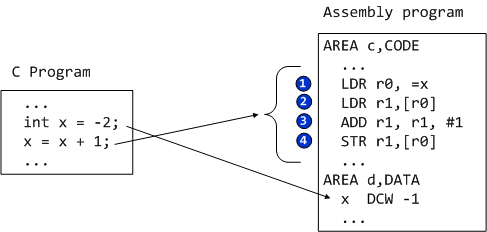 Assembly program
C Program
...
int x = -2;
x = x + 1;
...
AREA c,CODE
...
1 LDR r0, =x
2 LDR r1,[r0]
3 ADD r1, r1, #1
4 STR r1,[r0]
...
AREA d,DATA
x DCW -1
...